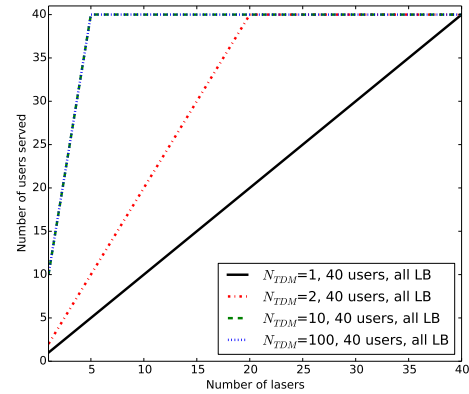 40
35
30
25
20
15
10
5
0
Number of users served
5
10
15
20
25
30
35
40
Number of lasers
N_TDM=1, 40 users, all LB
N_TDM=2, 40 users, all LB
N_TDM=10, 40 users, all LB
N_TDM=100, 40 users, all LB